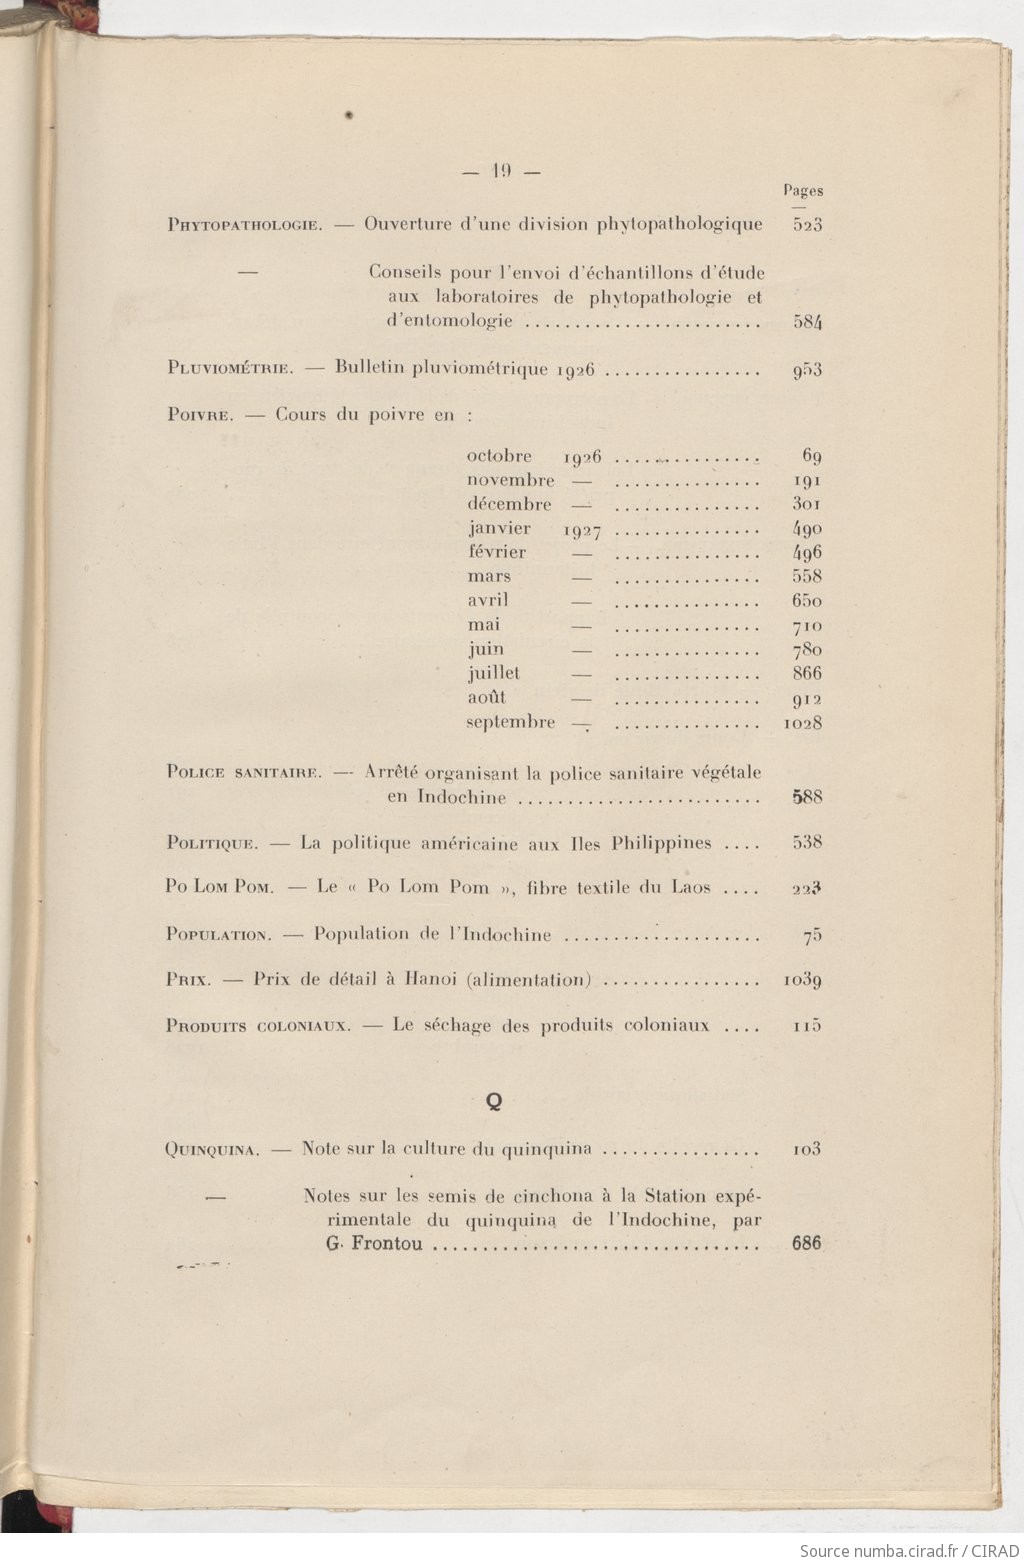 — 19 —
Pages
PHYTOPATHOLOGIE. — Ouverture d'une division phytopathologique 523
— Conseils pour l'envoi d'échantillons d'étude
aux laboratoires de phytopathologie et
d'entomologie ........................ 584
PLUVIOMÉTRIE. — Bulletin pluviométrique 1926 ................ 953
POIVRE. — Cours du poivre en :
octobre 1926 ............... 69
novembre — ............... 191
décembre — ............... 301
janvier 1927 ............... 490
février — ............... 496
mars — ............... 558
avril — ............... 650
mai — ............... 710
juin — ............... 780
juillet — ............... 866
août — ............... 912
septembre — ............... 1028
POLICE SANITAIRE. — Arrêté organisant la police sanitaire végétale
en Indochine ......................... 588
POLITIQUE. — La politique américaine aux Iles Philippines .... 538
PO LOM POM. — Le « Po Lom Pom », fibre textile du Laos .... 223
POPULATION. — Population de l'Indochine .................... 75
PRIX. — Prix de détail à Hanoi (alimentation) ................ 1039
PRODUITS COLONIAUX. — Le séchage des produits coloniaux .... 115
Q
QUINQUINA. — Note sur la culture du quinquina ................ 103
— Notes sur les semis de cinchona à la Station expé-
rimentale du quinquina de l'Indochine, par
G. Frontou ................................. 686
Source numba.cirad.fr / CIRAD